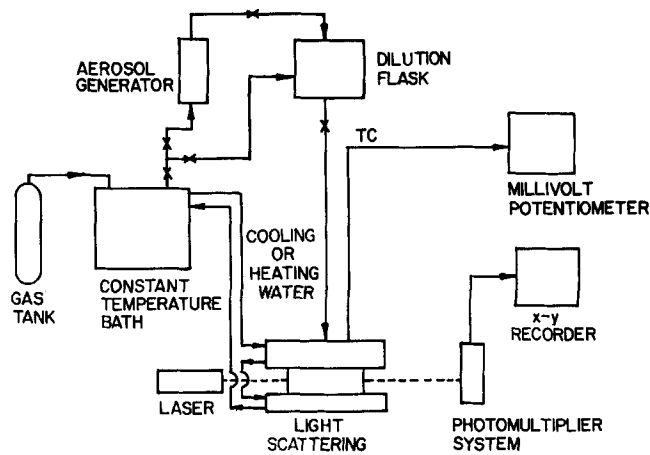 AEROSOL
GENERATOR
DILUTION
FLASK
TC
MILLIVOLT
POTENTIOMETER
GAS
TANK
CONSTANT
TEMPERATURE
BATH
COOLING
OR
HEATING
WATER
x-y
RECORDER
LASER
LIGHT
SCATTERING
PHOTOMULTIPLIER
SYSTEM